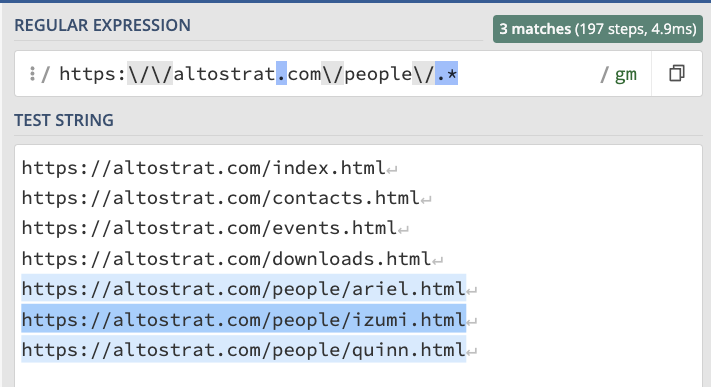 REGULAR EXPRESSION
3 matches (197 steps, 4.9ms)
/ https:\/\/altostrat.com\/people\/.* / gm
TEST STRING
https://altostrat.com/index.html↵
https://altostrat.com/contacts.html↵
https://altostrat.com/events.html↵
https://altostrat.com/downloads.html↵
https://altostrat.com/people/ariel.html↵
https://altostrat.com/people/izumi.html↵
https://altostrat.com/people/quinn.html↵